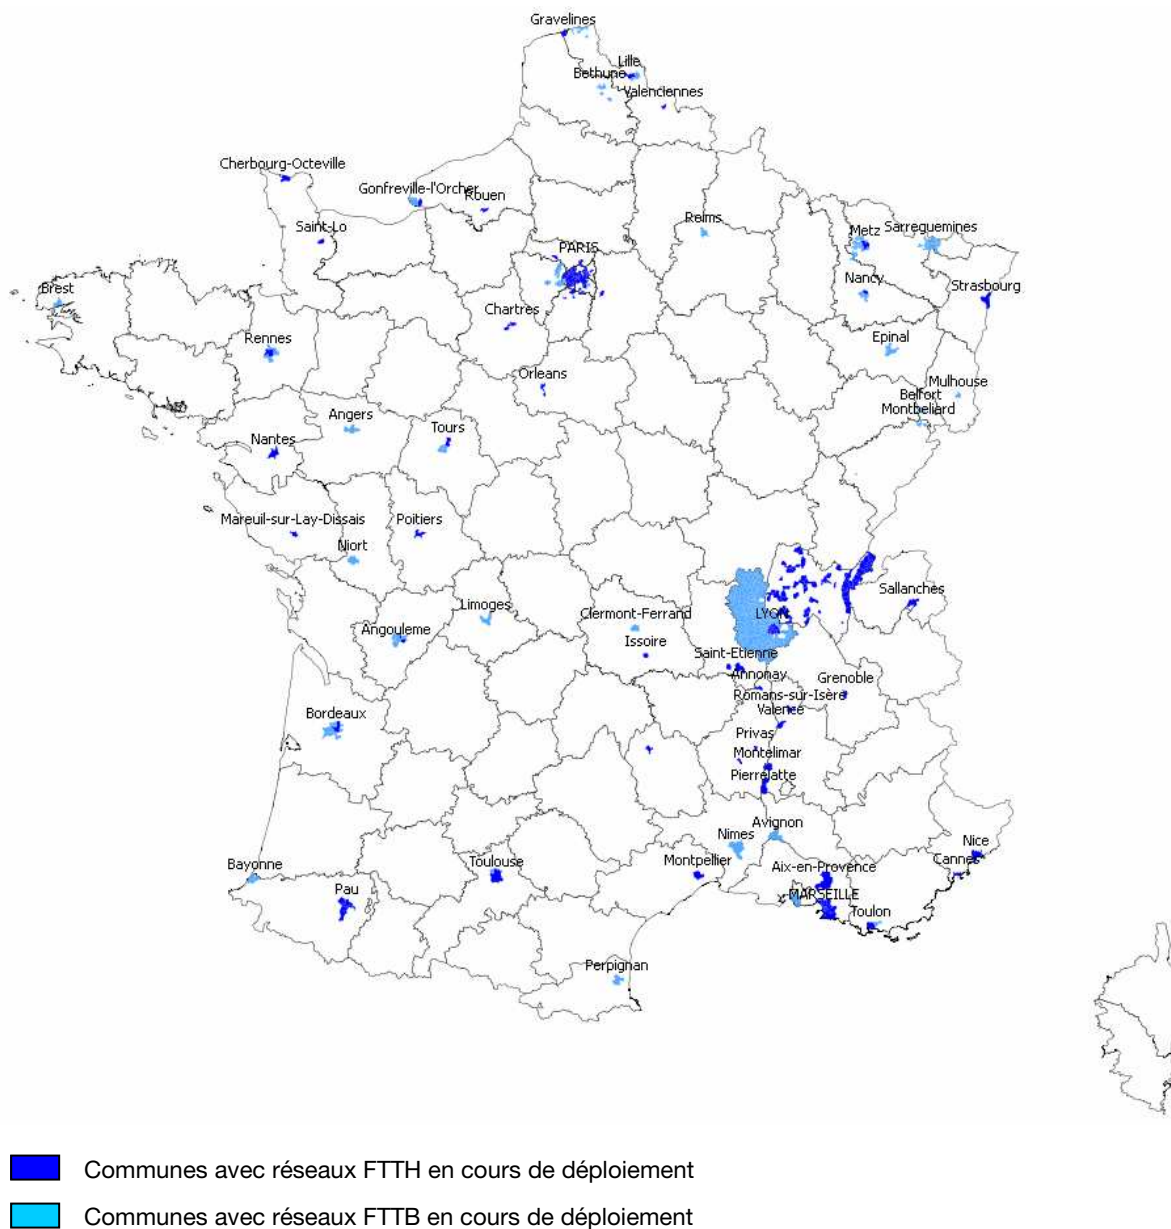 Gravelines
Lille
Bethune
Valenciennes
Cherbourg-Octeville
Gonfreville-l'Orcher
Rouen
Saint-Lo
Reims
Metz
Sarreguemines
PARIS
Nancy
Strasbourg
Brest
Chartres
Rennes
Epinal
Orleans
Mulhouse
Belfort
Montbeliard
Angers
Tours
Nantes
Mareuil-sur-Lay-Dissais
Poitiers
Niort
Sallanches
Limoges
Clermont-Ferrand
LYON
Angouleme
Issoire
Saint-Etienne
Annonay
Grenoble
Romans-sur-Isère
Valence
Bordeaux
Privas
Montelimar
Pierrelatte
Avignon
Nimes
Nice
Bayonne
Toulouse
Montpellier
Aix-en-Provence
Cannes
Pau
MARSEILLE
Toulon
Perpignan
Communes avec réseaux FTTH en cours de déploiement
Communes avec réseaux FTTB en cours de déploiement